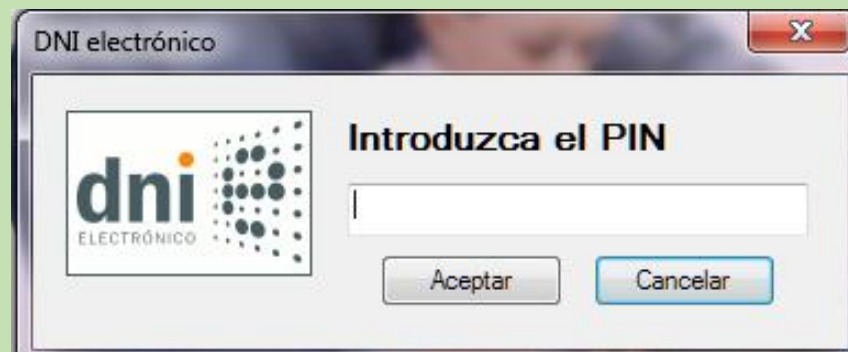 DNI electrónico
X
Introduzca el PIN
dni
ELECTRÓNICO
Aceptar
Cancelar